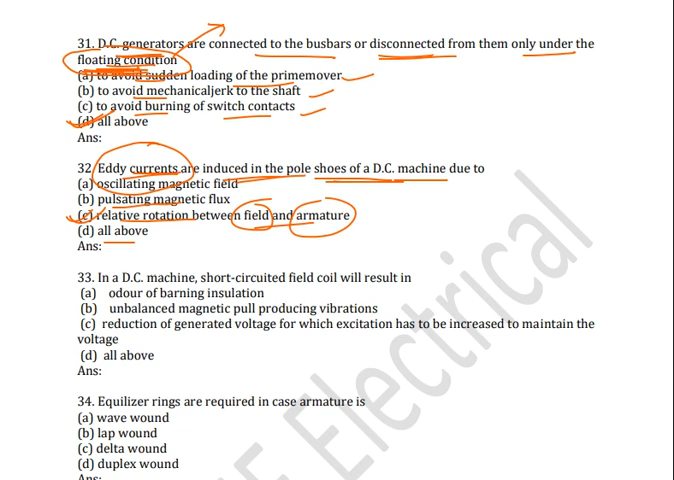 31. D.C. generators are connected to the busbars or disconnected from them only under the
floating condition
(a) to avoid sudden loading of the primemover
(b) to avoid mechanicaljerk to the shaft
(c) to avoid burning of switch contacts
(d) all above
Ans:
32. Eddy currents are induced in the pole shoes of a D.C. machine due to
(a) oscillating magnetic field
(b) pulsating magnetic flux
(c) relative rotation between field and armature
(d) all above
Ans:
33. In a D.C. machine, short-circuited field coil will result in
(a) odour of barning insulation
(b) unbalanced magnetic pull producing vibrations
(c) reduction of generated voltage for which excitation has to be increased to maintain the
voltage
(d) all above
Ans:
34. Equilizer rings are required in case armature is
(a) wave wound
(b) lap wound
(c) delta wound
(d) duplex wound
Ans:
E Electrical